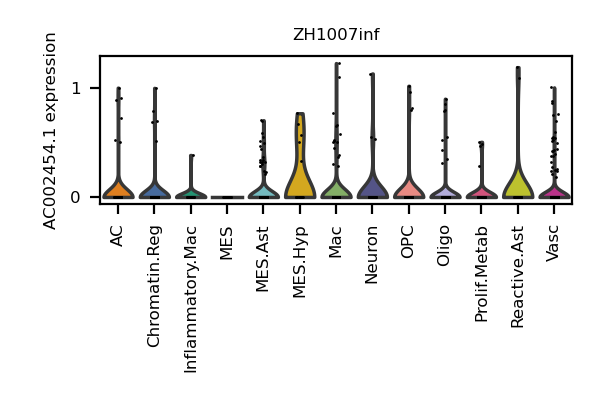 ZH1007inf
AC002454.1 expression
1
0
AC
Chromatin.Reg
Inflammatory.Mac
MES
MES.Ast
MES.Hyp
Mac
Neuron
OPC
Oligo
Prolif.Metab
Reactive.Ast
Vasc